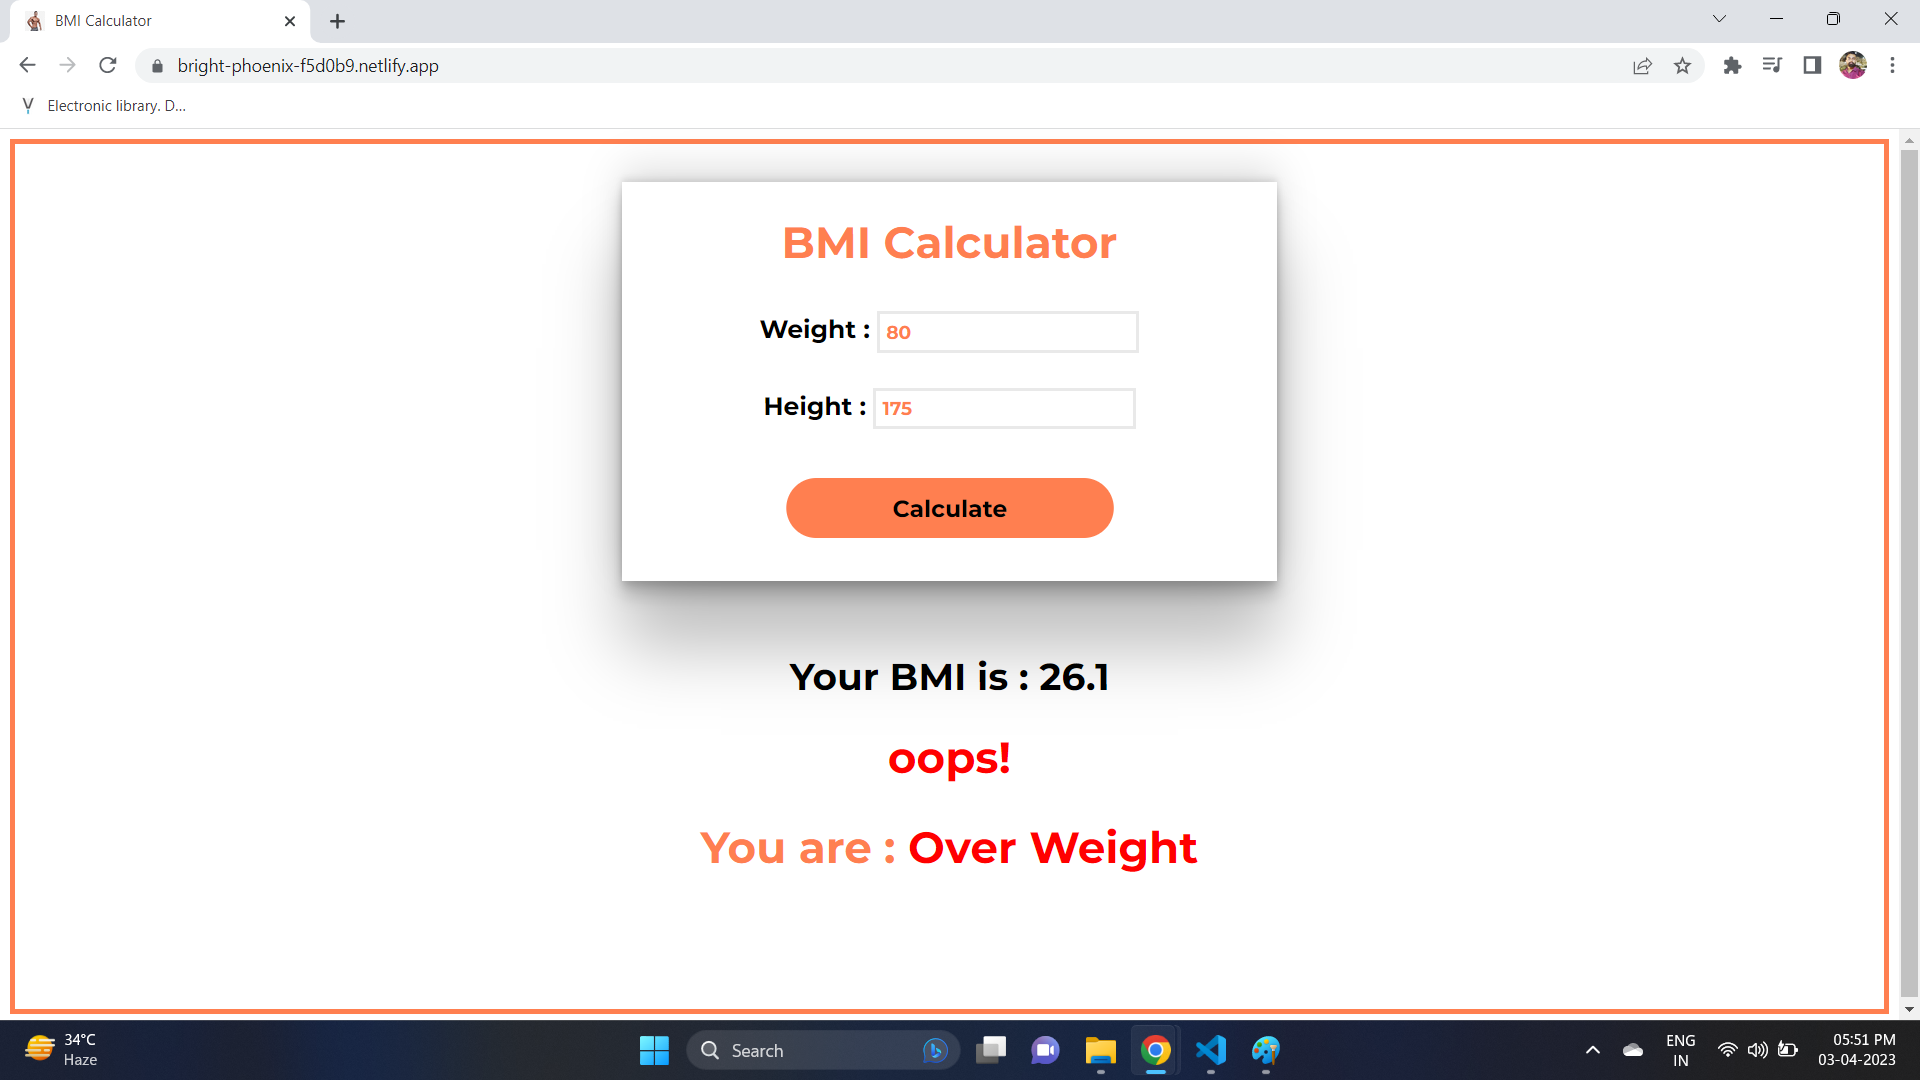 BMI Calculator
bright-phoenix-f5d0b9.netlify.app
Electronic library. D...
BMI Calculator
Weight : 80
Height : 175
Calculate
Your BMI is : 26.1
oops!
You are : Over Weight
34°C
Haze
Search
ENG
IN
05:51 PM
03-04-2023